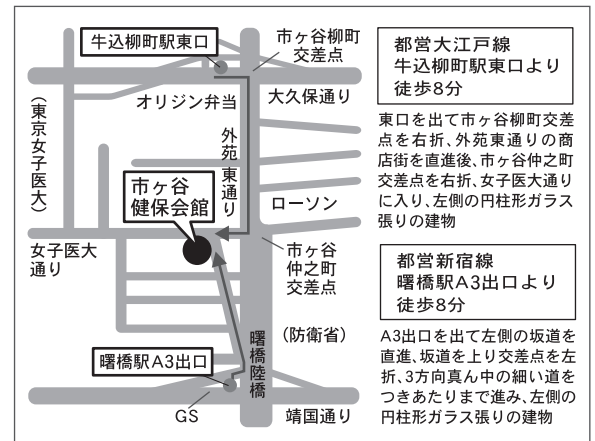 牛込柳町駅東口
市ヶ谷柳町
交差点
オリジン弁当
大久保通り
(東京女子医大)
外苑東通り
市ヶ谷
健保会館
ローソン
女子医大
通り
市ヶ谷
仲之町
交差点
(防衛省)
曙橋陸橋
曙橋駅A3出口
GS
靖国通り
都営大江戸線
牛込柳町駅東口より
徒歩8分
東口を出て市ヶ谷柳町交差
点を右折、外苑東通りの商
店街を直進後、市ヶ谷仲之町
交差点を右折、女子医大通り
に入り、左側の円柱形ガラス
張りの建物
都営新宿線
曙橋駅A3出口より
徒歩8分
A3出口を出て左側の坂道を
直進、坂道を上り交差点を左
折、3方向真ん中の細い道を
つきあたりまで進み、左側の
円柱形ガラス張りの建物